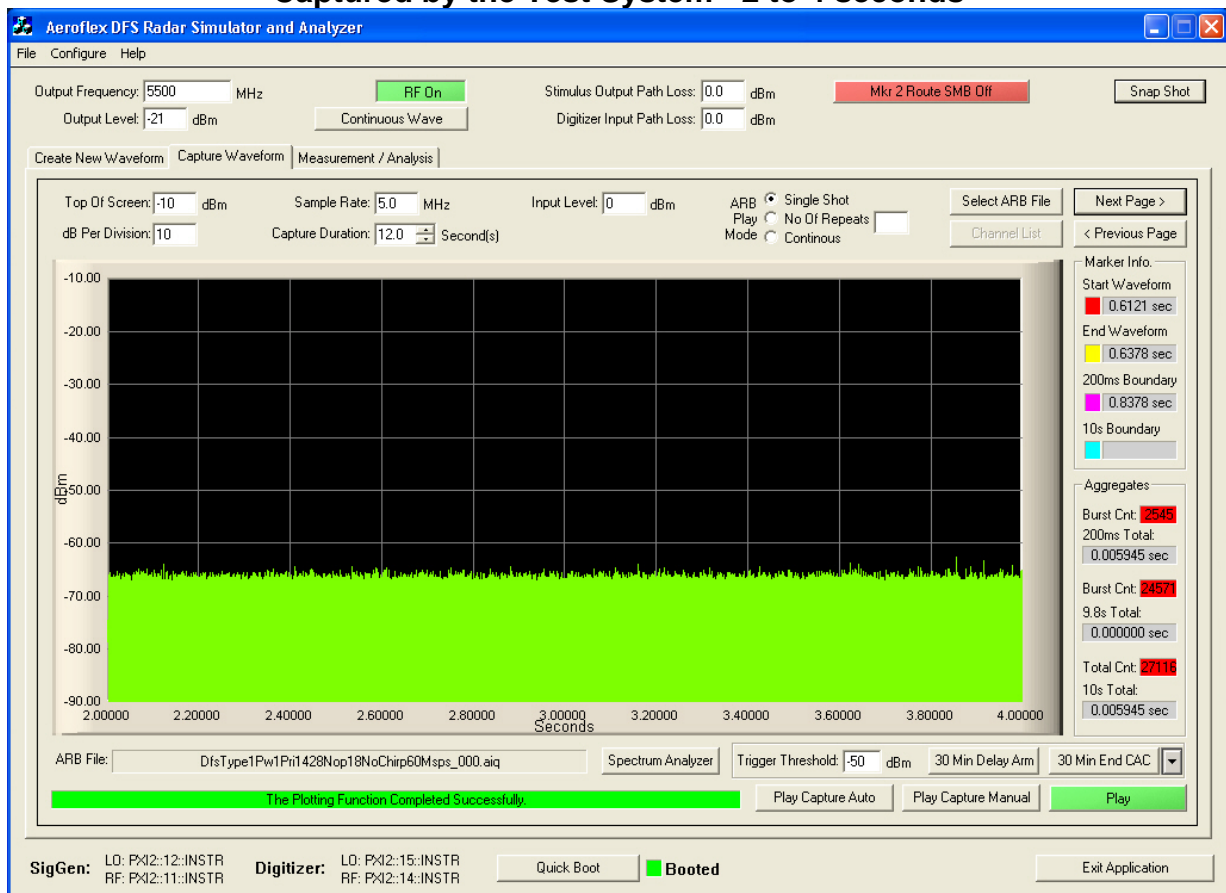 Captured by the Test System - 2 to 4 seconds
Aeroflex DFS Radar Simulator and Analyzer
File Configure Help
Output Frequency: 5500 MHz RF On Stimulus Output Path Loss: 0.0 dBm Mkr 2 Route SMB Off Snap Shot
Output Level: -21 dBm Continuous Wave Digitizer Input Path Loss: 0.0 dBm
Create New Waveform Capture Waveform Measurement / Analysis
Top Of Screen: -10 dBm Sample Rate: 5.0 MHz Input Level: 0 dBm ARB Play Mode Single Shot Select ARB File Next Page >
No Of Repeats
dB Per Division: 10 Capture Duration: 12.0 Second(s) Continous Channel List < Previous Page
-10.00
-20.00
-30.00
-40.00
-50.00
-60.00
-70.00
-80.00
-90.00
dBm
2.00000 2.20000 2.40000 2.60000 2.80000 3.00000 3.20000 3.40000 3.60000 3.80000 4.00000
Seconds
Marker Info.
Start Waveform
0.6121 sec
End Waveform
0.6378 sec
200ms Boundary
0.8378 sec
10s Boundary
Aggregates
Burst Cnt: 2545
200ms Total:
0.005945 sec
Burst Cnt: 24571
9.8s Total:
0.000000 sec
Total Cnt: 27116
10s Total:
0.005945 sec
ARB File: DfsType1Pw1Pri1428Nop18NoChirp60Msps_000.aiq Spectrum Analyzer Trigger Threshold: -50 dBm 30 Min Delay Arm 30 Min End CAC
The Plotting Function Completed Successfully. Play Capture Auto Play Capture Manual Play
SigGen: LO: PXI2::12::INSTR Digitizer: LO: PXI2::15::INSTR Quick Boot Booted Exit Application
RF: PXI2::11::INSTR RF: PXI2::14::INSTR